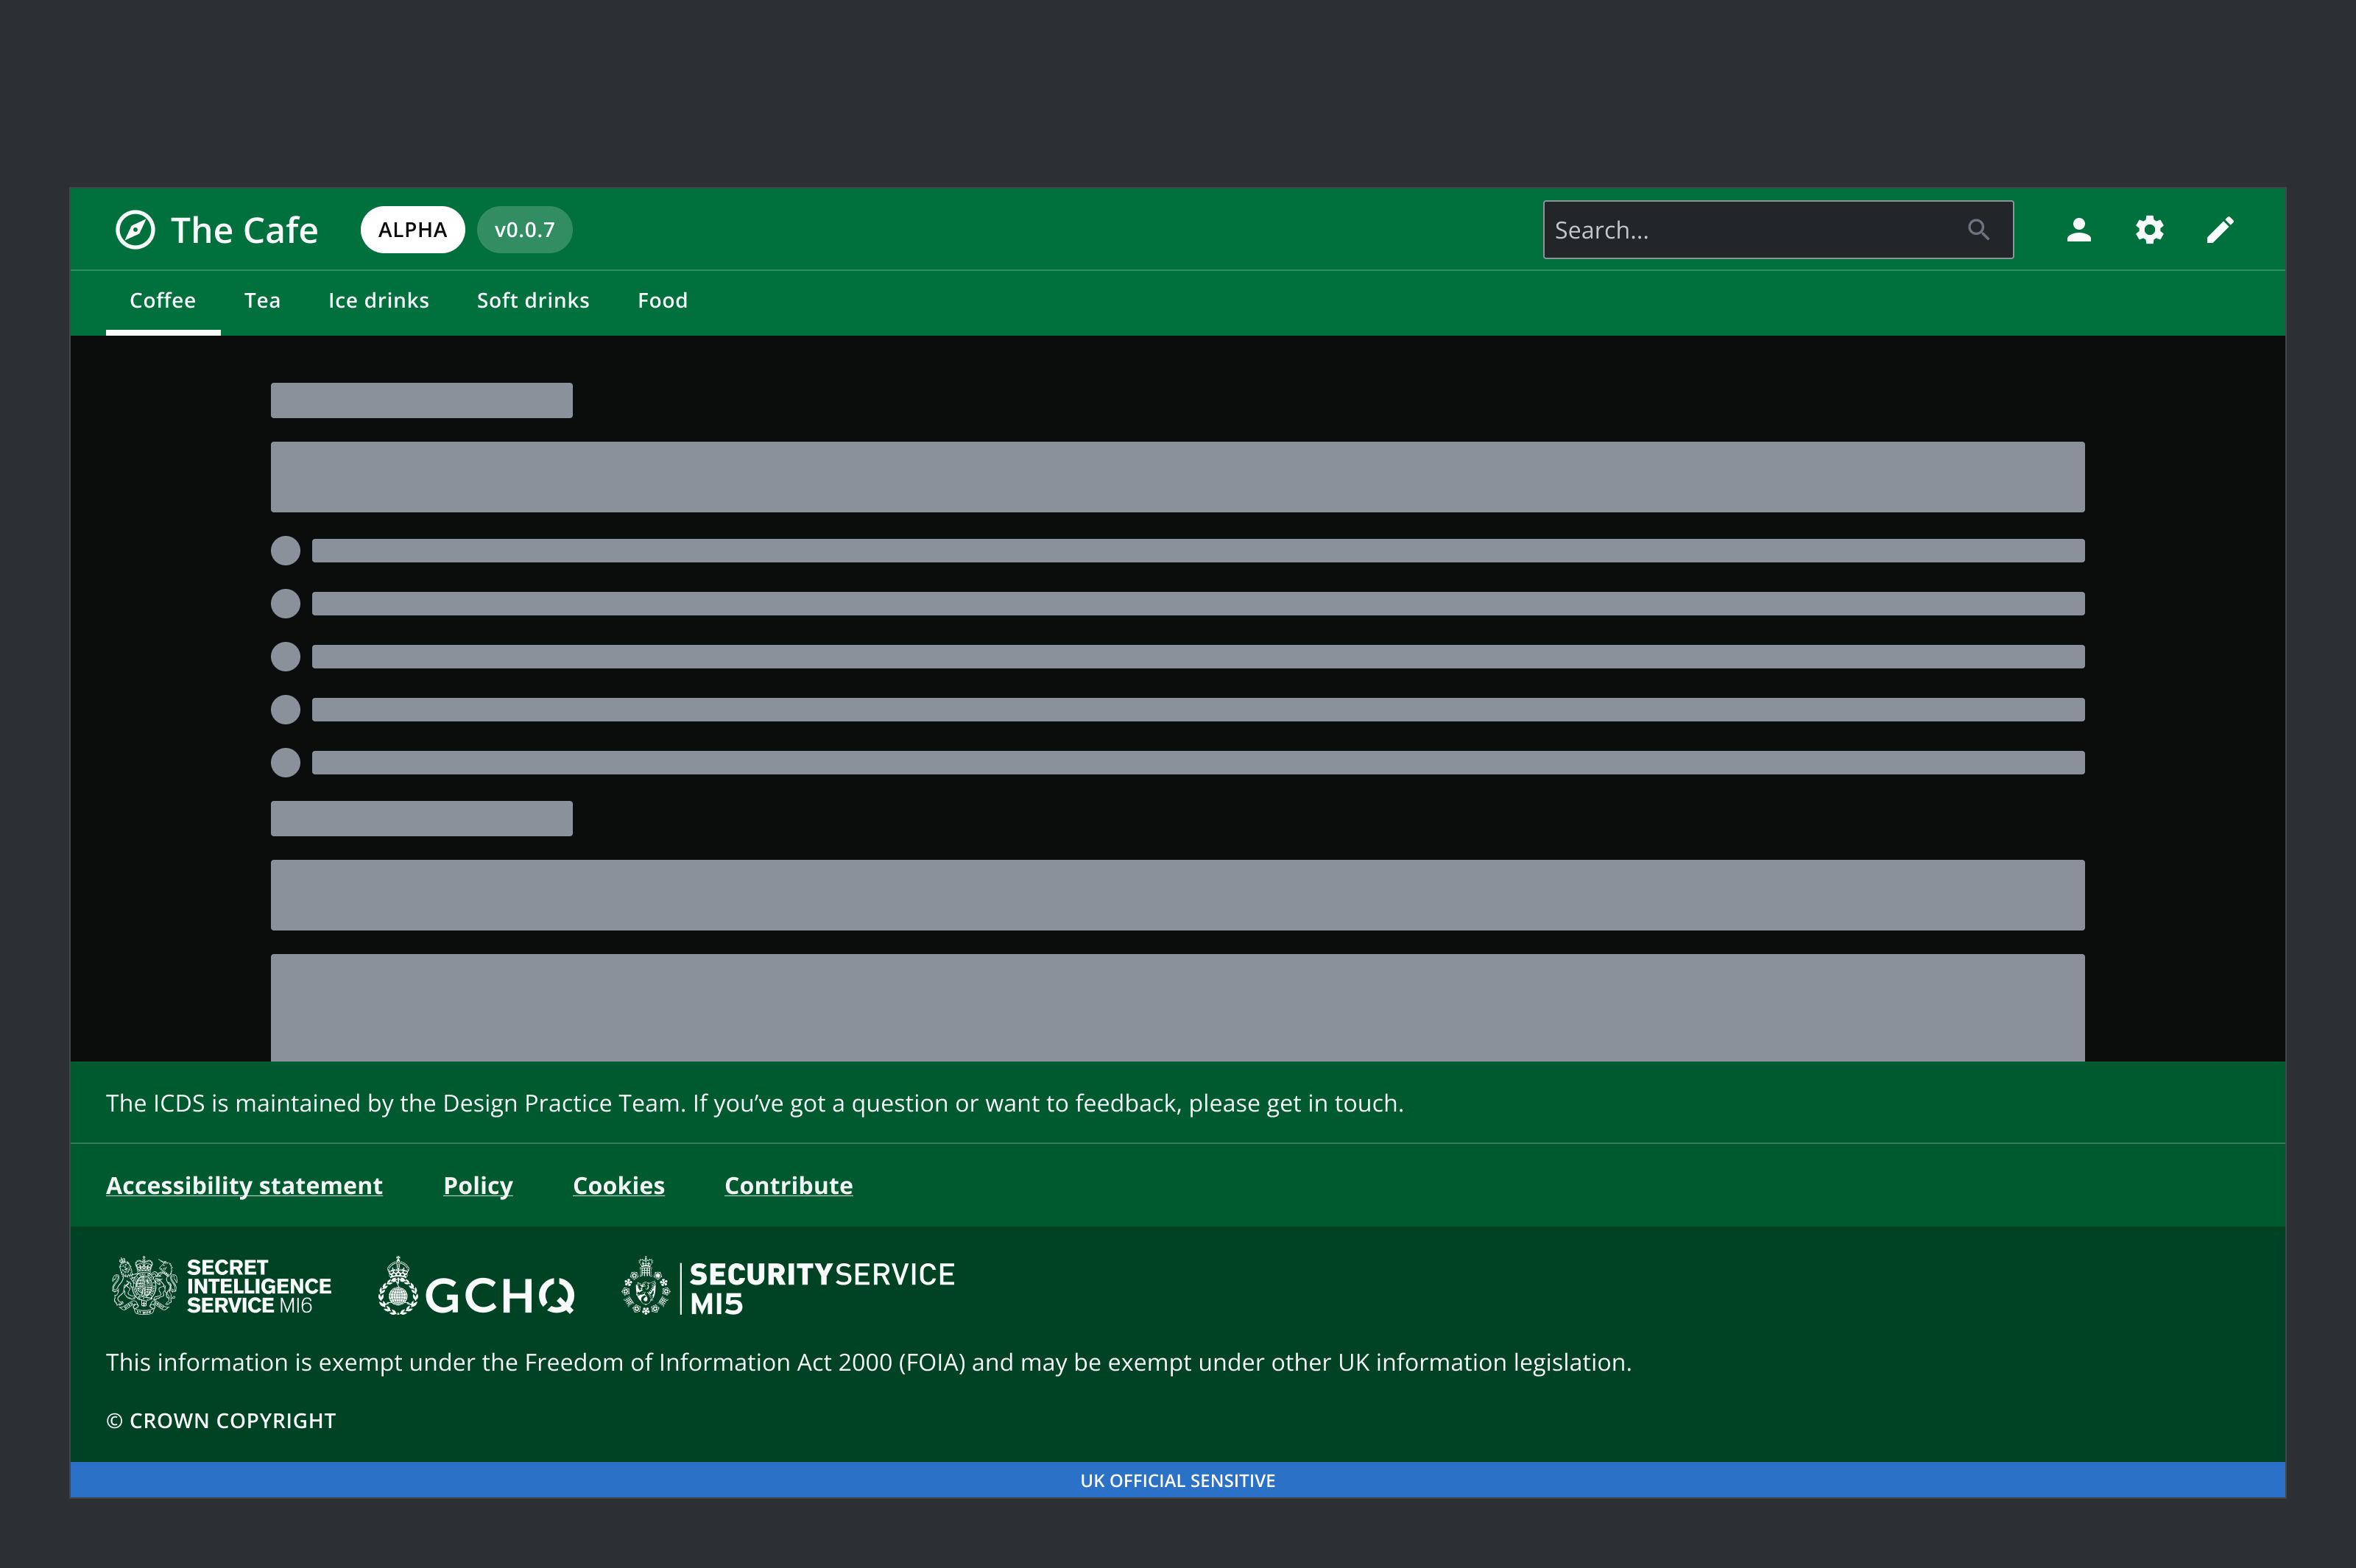 The Cafe ALPHA v0.0.7 Search...
Coffee Tea Ice drinks Soft drinks Food
The ICDS is maintained by the Design Practice Team. If you’ve got a question or want to feedback, please get in touch.
Accessibility statement Policy Cookies Contribute
SECRET
INTELLIGENCE
SERVICE MI6
GCHQ
SECURITYSERVICE
MI5
This information is exempt under the Freedom of Information Act 2000 (FOIA) and may be exempt under other UK information legislation.
© CROWN COPYRIGHT
UK OFFICIAL SENSITIVE